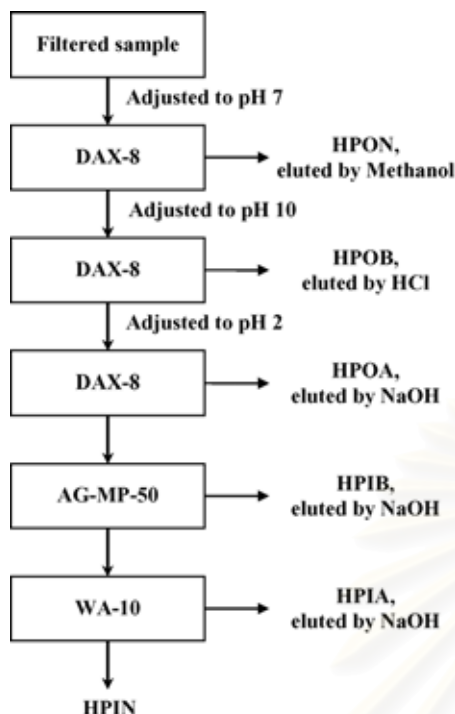 Filtered sample
Adjusted to pH 7
DAX-8
HPON,
eluted by Methanol
Adjusted to pH 10
DAX-8
HPOB,
eluted by HCl
Adjusted to pH 2
DAX-8
HPOA,
eluted by NaOH
AG-MP-50
HPIB,
eluted by NaOH
WA-10
HPIA,
eluted by NaOH
HPIN